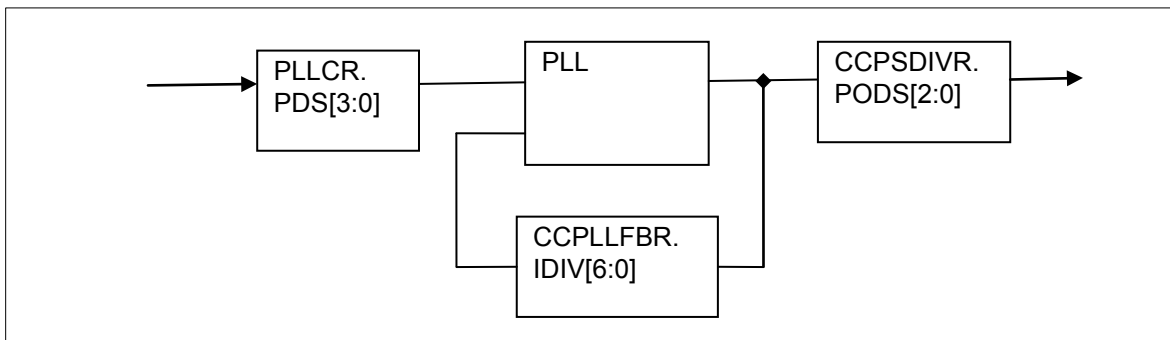 PLLCR.
PDS[3:0]
PLL
CCPSDIVR.
PODS[2:0]
CCPLLFBR.
IDIV[6:0]